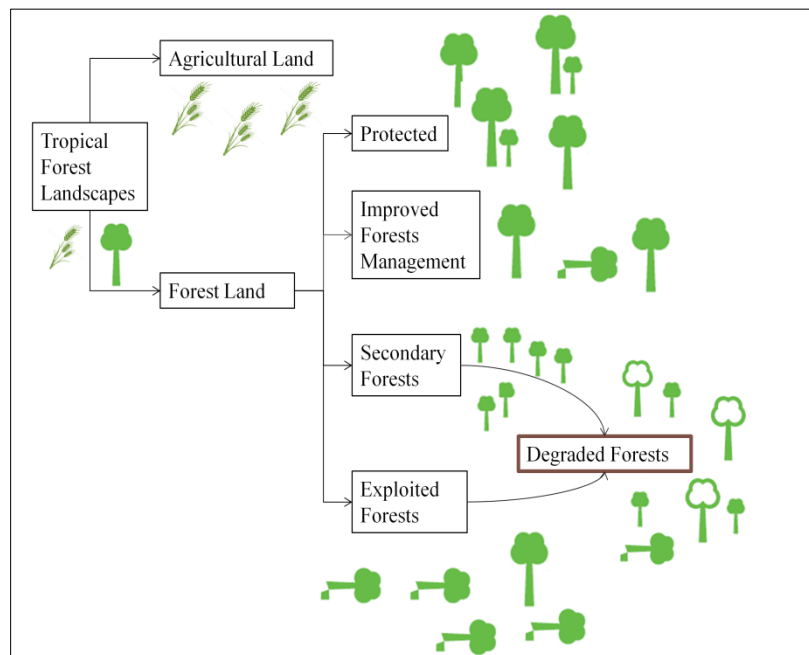 Agricultural Land
Tropical
Forest
Landscapes
Protected
Improved
Forests
Management
Forest Land
Secondary
Forests
Degraded Forests
Exploited
Forests